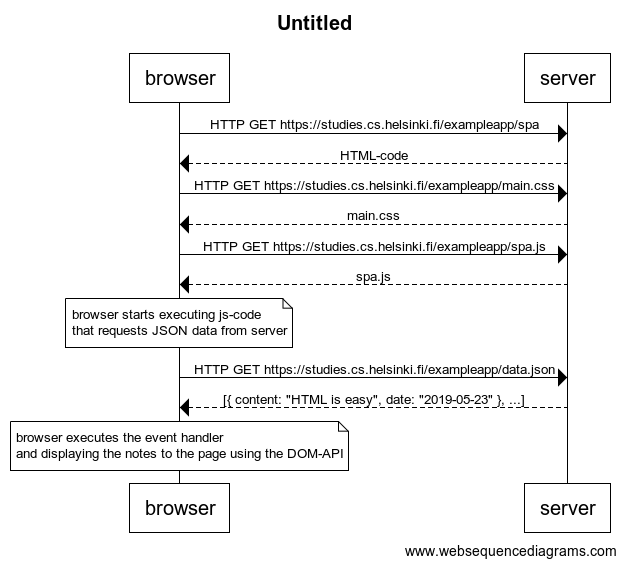 Untitled
browser
server
HTTP GET https://studies.cs.helsinki.fi/exampleapp/spa
HTML-code
HTTP GET https://studies.cs.helsinki.fi/exampleapp/main.css
main.css
HTTP GET https://studies.cs.helsinki.fi/exampleapp/spa.js
spa.js
browser starts executing js-code
that requests JSON data from server
HTTP GET https://studies.cs.helsinki.fi/exampleapp/data.json
[{ content: "HTML is easy", date: "2019-05-23" }, ...]
browser executes the event handler
and displaying the notes to the page using the DOM-API
browser
server
www.websequencediagrams.com